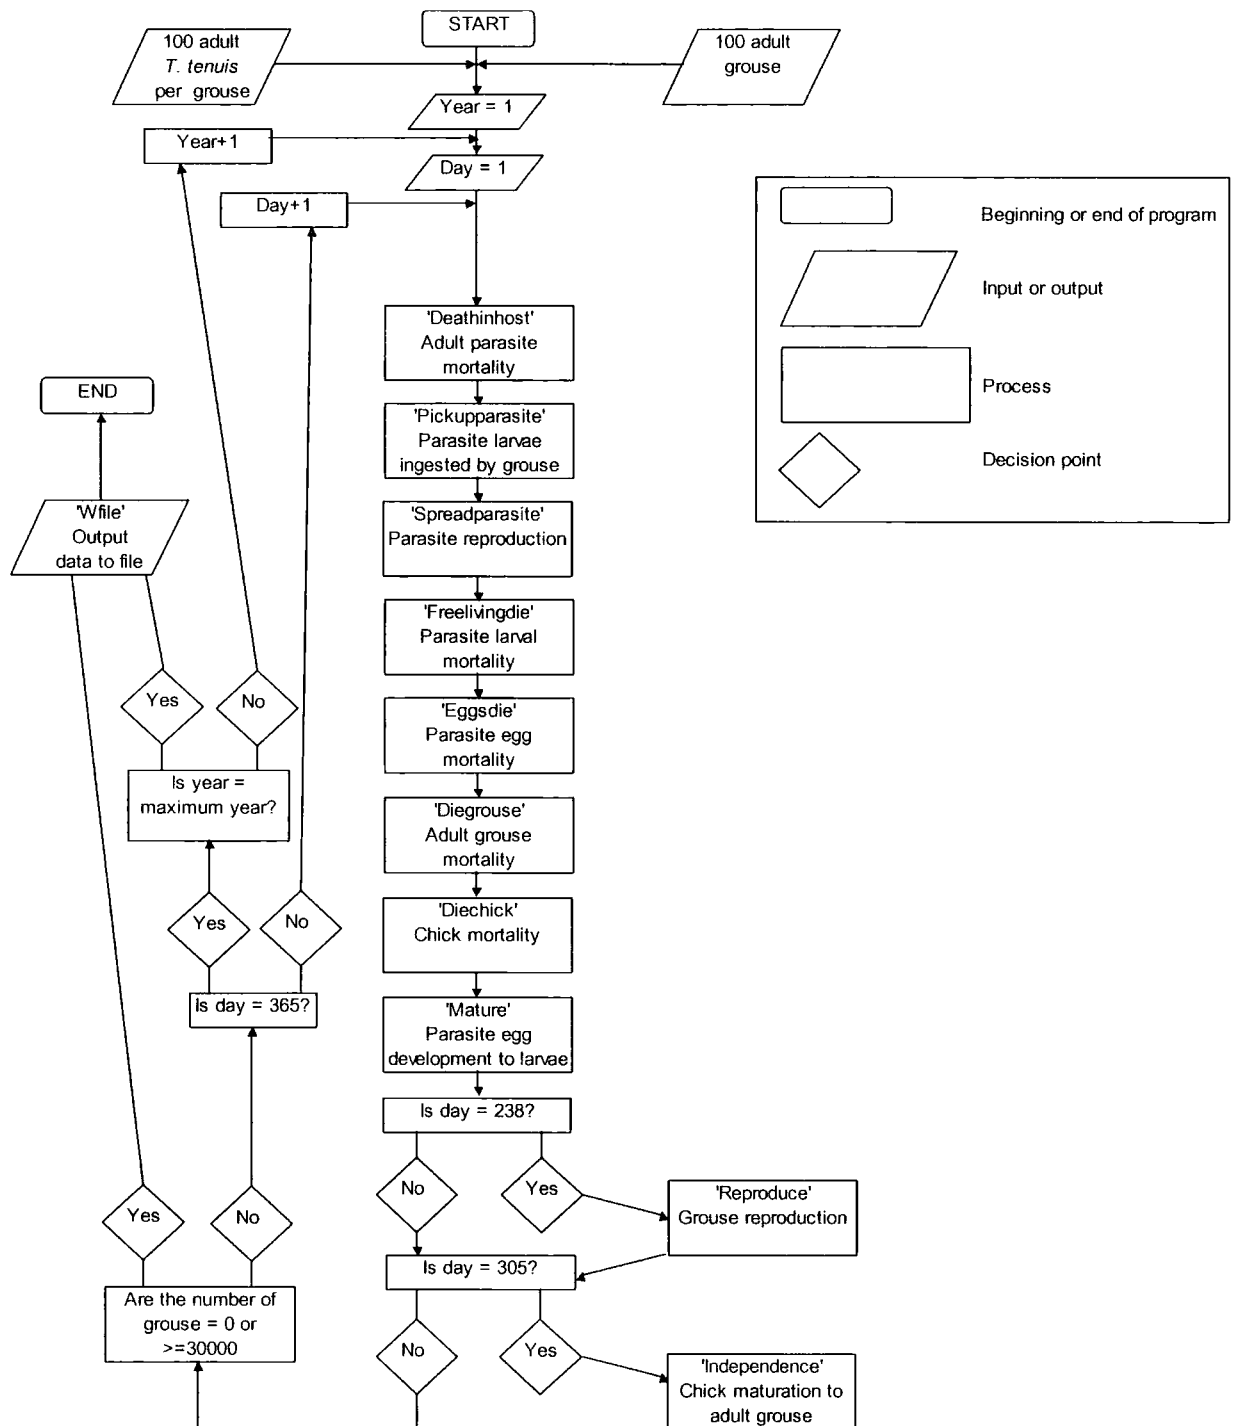 START
100 adult
T. tenuis
per grouse
100 adult
grouse
Year = 1
Year+1
Day = 1
Day+1
Beginning or end of program
Input or output
Process
Decision point
'Deathinhost'
Adult parasite
mortality
END
'Pickupparasite'
Parasite larvae
ingested by grouse
'Wfile'
Output
data to file
'Spreadparasite'
Parasite reproduction
'Freelivingdie'
Parasite larval
mortality
Yes
No
'Eggsdie'
Parasite egg
mortality
Is year =
maximum year?
'Diegrouse'
Adult grouse
mortality
Yes
No
'Diechick'
Chick mortality
Is day = 365?
'Mature'
Parasite egg
development to larvae
Is day = 238?
No
Yes
'Reproduce'
Grouse reproduction
Yes
No
Is day = 305?
Are the number of
grouse = 0 or
>=30000
No
Yes
'Independence'
Chick maturation to
adult grouse